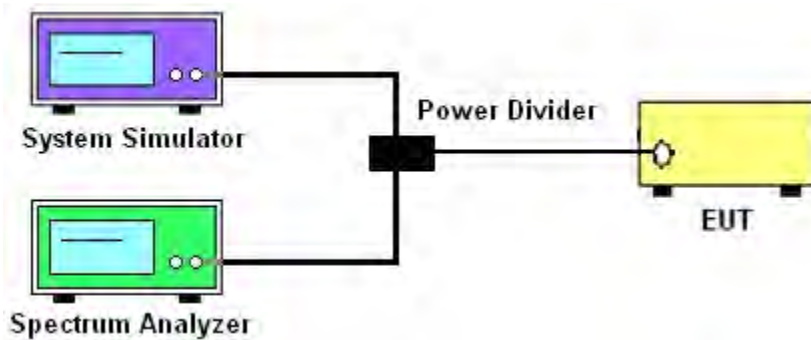 System Simulator
Power Divider
EUT
Spectrum Analyzer